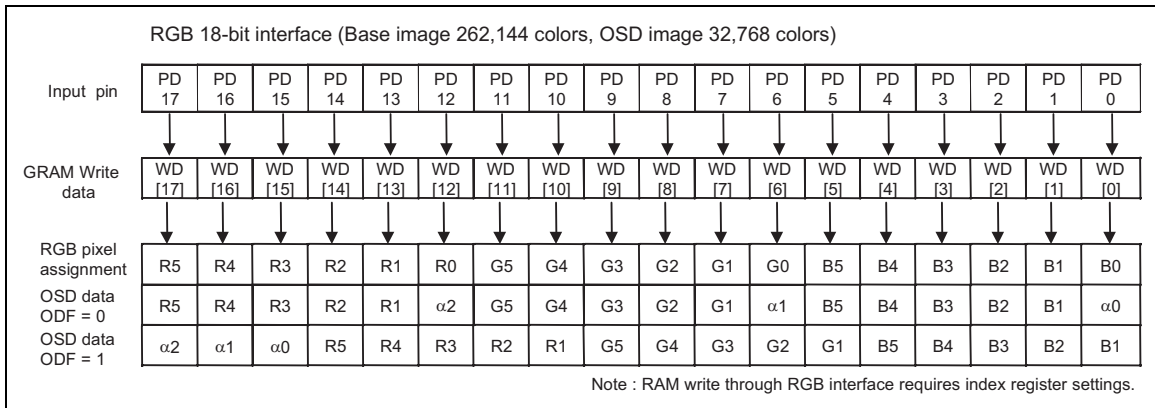 RGB 18-bit interface (Base image 262,144 colors, OSD image 32,768 colors)
Input pin PD 17 PD 16 PD 15 PD 14 PD 13 PD 12 PD 11 PD 10 PD 9 PD 8 PD 7 PD 6 PD 5 PD 4 PD 3 PD 2 PD 1 PD 0
GRAM Write data WD [17] WD [16] WD [15] WD [14] WD [13] WD [12] WD [11] WD [10] WD [9] WD [8] WD [7] WD [6] WD [5] WD [4] WD [3] WD [2] WD [1] WD [0]
RGB pixel assignment R5 R4 R3 R2 R1 R0 G5 G4 G3 G2 G1 G0 B5 B4 B3 B2 B1 B0
OSD data ODF = 0 R5 R4 R3 R2 R1 α2 G5 G4 G3 G2 G1 α1 B5 B4 B3 B2 B1 α0
OSD data ODF = 1 α2 α1 α0 R5 R4 R3 R2 R1 G5 G4 G3 G2 G1 B5 B4 B3 B2 B1
Note : RAM write through RGB interface requires index register settings.